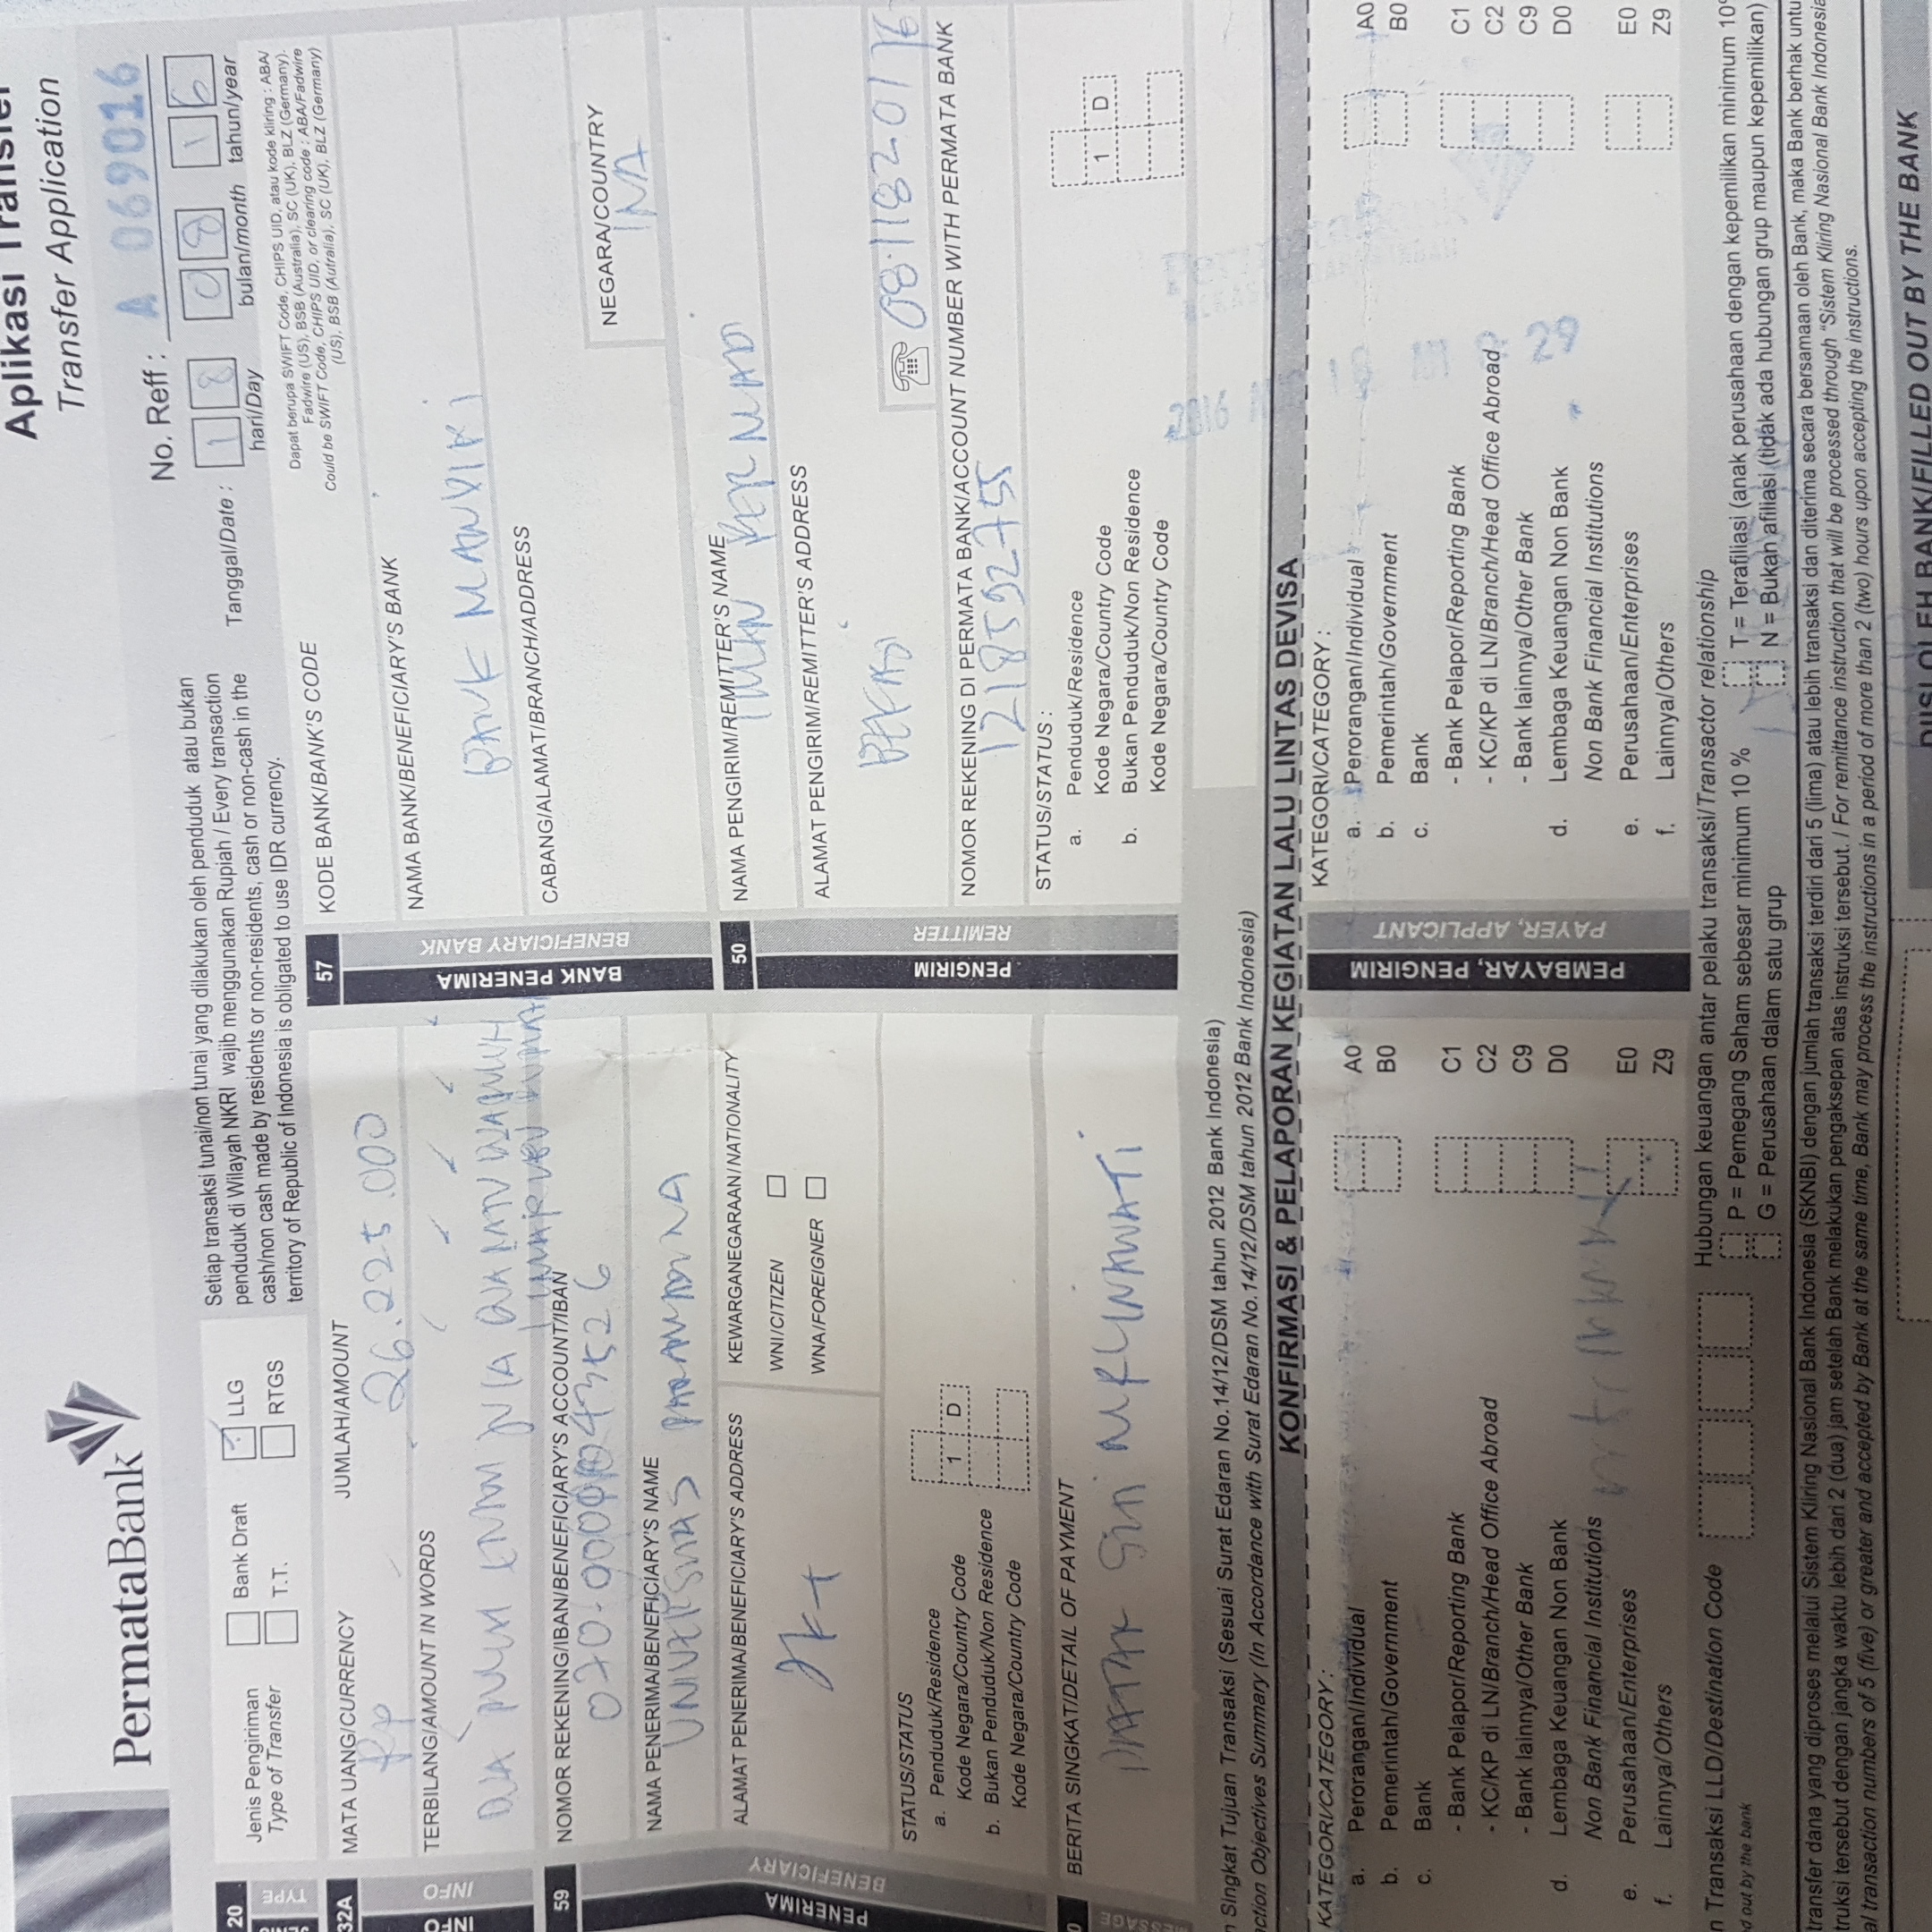 Aplikasi Transfer
Transfer Application
PermataBank
No. Reff : A 069016
Tanggal/Date : 18 08 16
hari/Day bulan/month tahun/year
20
TYPE
Jenis Pengiriman
Type of Transfer
Bank Draft
LLG
T.T.
RTGS
Setiap transaksi tunai/non tunai yang dilakukan oleh penduduk atau bukan
penduduk di Wilayah NKRI wajib menggunakan Rupiah / Every transaction
cash/non cash made by residents or non-residents, cash or non-cash in the
territory of Republic of Indonesia is obligated to use IDR currency.
Dapat berupa SWIFT Code, CHIPS UID, atau kode kliring : ABA/
Fadwire (US), BSB (Australia), SC (UK), BLZ (Germany).
Could be SWIFT Code, CHIPS UID, or clearing code : ABA/Fadwire
(US), BSB (Autralia), SC (UK), BLZ (Germany)
32A
INFO
INFO
MATA UANG/CURRENCY
JUMLAH/AMOUNT
Rp
26.225.000
TERBILANG/AMOUNT IN WORDS
DUA PULUH ENAM JUTA DUA RATUS DUA PULUH
LIMA RIBU RUPIAH
59
PENERIMA
BENEFICIARY
NOMOR REKENING/IBAN/BENEFICIARY'S ACCOUNT/IBAN
NAMA PENERIMA/BENEFICIARY'S NAME
UNIVERSITAS PARAMADINA
ALAMAT PENERIMA/BENEFICIARY'S ADDRESS
Jkt
KEWARGANEGARAAN/NATIONALITY
WNI/CITIZEN
WNA/FOREIGNER
STATUS/STATUS
a. Penduduk/Residence
Kode Negara/Country Code
1 D
b. Bukan Penduduk/Non Residence
Kode Negara/Country Code
MESSAGE
BERITA SINGKAT/DETAIL OF PAYMENT
SITI
57
BANK PENERIMA
BENEFICIARY BANK
KODE BANK/BANK'S CODE
NAMA BANK/BENEFICIARY'S BANK
BANK MANDIRI
CABANG/ALAMAT/BRANCH/ADDRESS
NEGARA/COUNTRY
INA
50
PENGIRIM
REMITTER
NAMA PENGIRIM/REMITTER'S NAME
IMAN PERMADI
ALAMAT PENGIRIM/REMITTER'S ADDRESS
BEKASI
0811820176
NOMOR REKENING DI PERMATA BANK/ACCOUNT NUMBER WITH PERMATA BANK
1218592755
STATUS/STATUS :
a. Penduduk/Residence
Kode Negara/Country Code
1 D
b. Bukan Penduduk/Non Residence
Kode Negara/Country Code
Singkat Tujuan Transaksi (Sesuai Surat Edaran No.14/12/DSM tahun 2012 Bank Indonesia)
Objectives Summary (In Accordance with Surat Edaran No.14/12/DSM tahun 2012 Bank Indonesia)
KONFIRMASI & PELAPORAN KEGIATAN LALU LINTAS DEVISA
KATEGORI/CATEGORY :
a. Perorangan/Individual A0
b. Pemerintah/Government B0
c. Bank
- Bank Pelapor/Reporting Bank C1
- KC/KP di LN/Branch/Head Office Abroad C2
- Bank lainnya/Other Bank C9
d. Lembaga Keuangan Non Bank D0
Non Bank Financial Institutions
e. Perusahaan/Enterprises E0
f. Lainnya/Others Z9
PEMBAYAR, PENGIRIM
PAYER, APPLICANT
KATEGORI/CATEGORY :
a. Perorangan/Individual A0
b. Pemerintah/Government B0
c. Bank
- Bank Pelapor/Reporting Bank C1
- KC/KP di LN/Branch/Head Office Abroad C2
- Bank lainnya/Other Bank C9
d. Lembaga Keuangan Non Bank D0
Non Bank Financial Institutions
e. Perusahaan/Enterprises E0
f. Lainnya/Others Z9
Transaksi LLD/Destination Code
out by the bank
Hubungan keuangan antar pelaku transaksi/Transactor relationship
P = Pemegang Saham sebesar minimum 10 %
G = Perusahaan dalam satu grup
T = Terafiliasi (anak perusahaan dengan kepemilikan minimum 10
N = Bukan afiliasi (tidak ada hubungan grup maupun kepemilikan)
transfer dana yang diproses melalui Sistem Kliring Nasional Bank Indonesia (SKNBI) dengan jumlah transaksi terdiri dari 5 (lima) atau lebih transaksi dan diterima secara bersamaan oleh Bank, maka Bank berhak untu
truksi tersebut dengan jangka waktu lebih dari 2 (dua) jam setelah Bank melakukan pengaksepan atas instruksi tersebut. / For remittance instruction that will be processed through "Sistem Kliring Nasional Bank Indonesia
al transaction numbers of 5 (five) or greater and accepted by Bank at the same time, Bank may process the instructions in a period of more than 2 (two) hours upon accepting the instructions.
DIISI OLEH BANK/FILLED OUT BY THE BANK